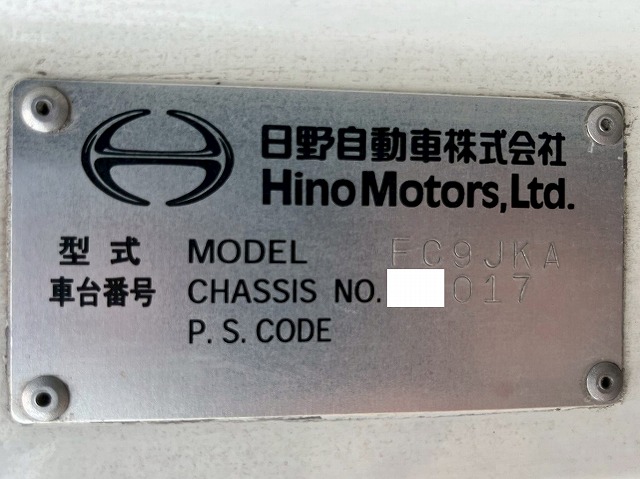 日野自動車株式会社
Hino Motors, Ltd.
型式 MODEL FC9JKA
車台番号 CHASSIS NO. 017
P. S. CODE